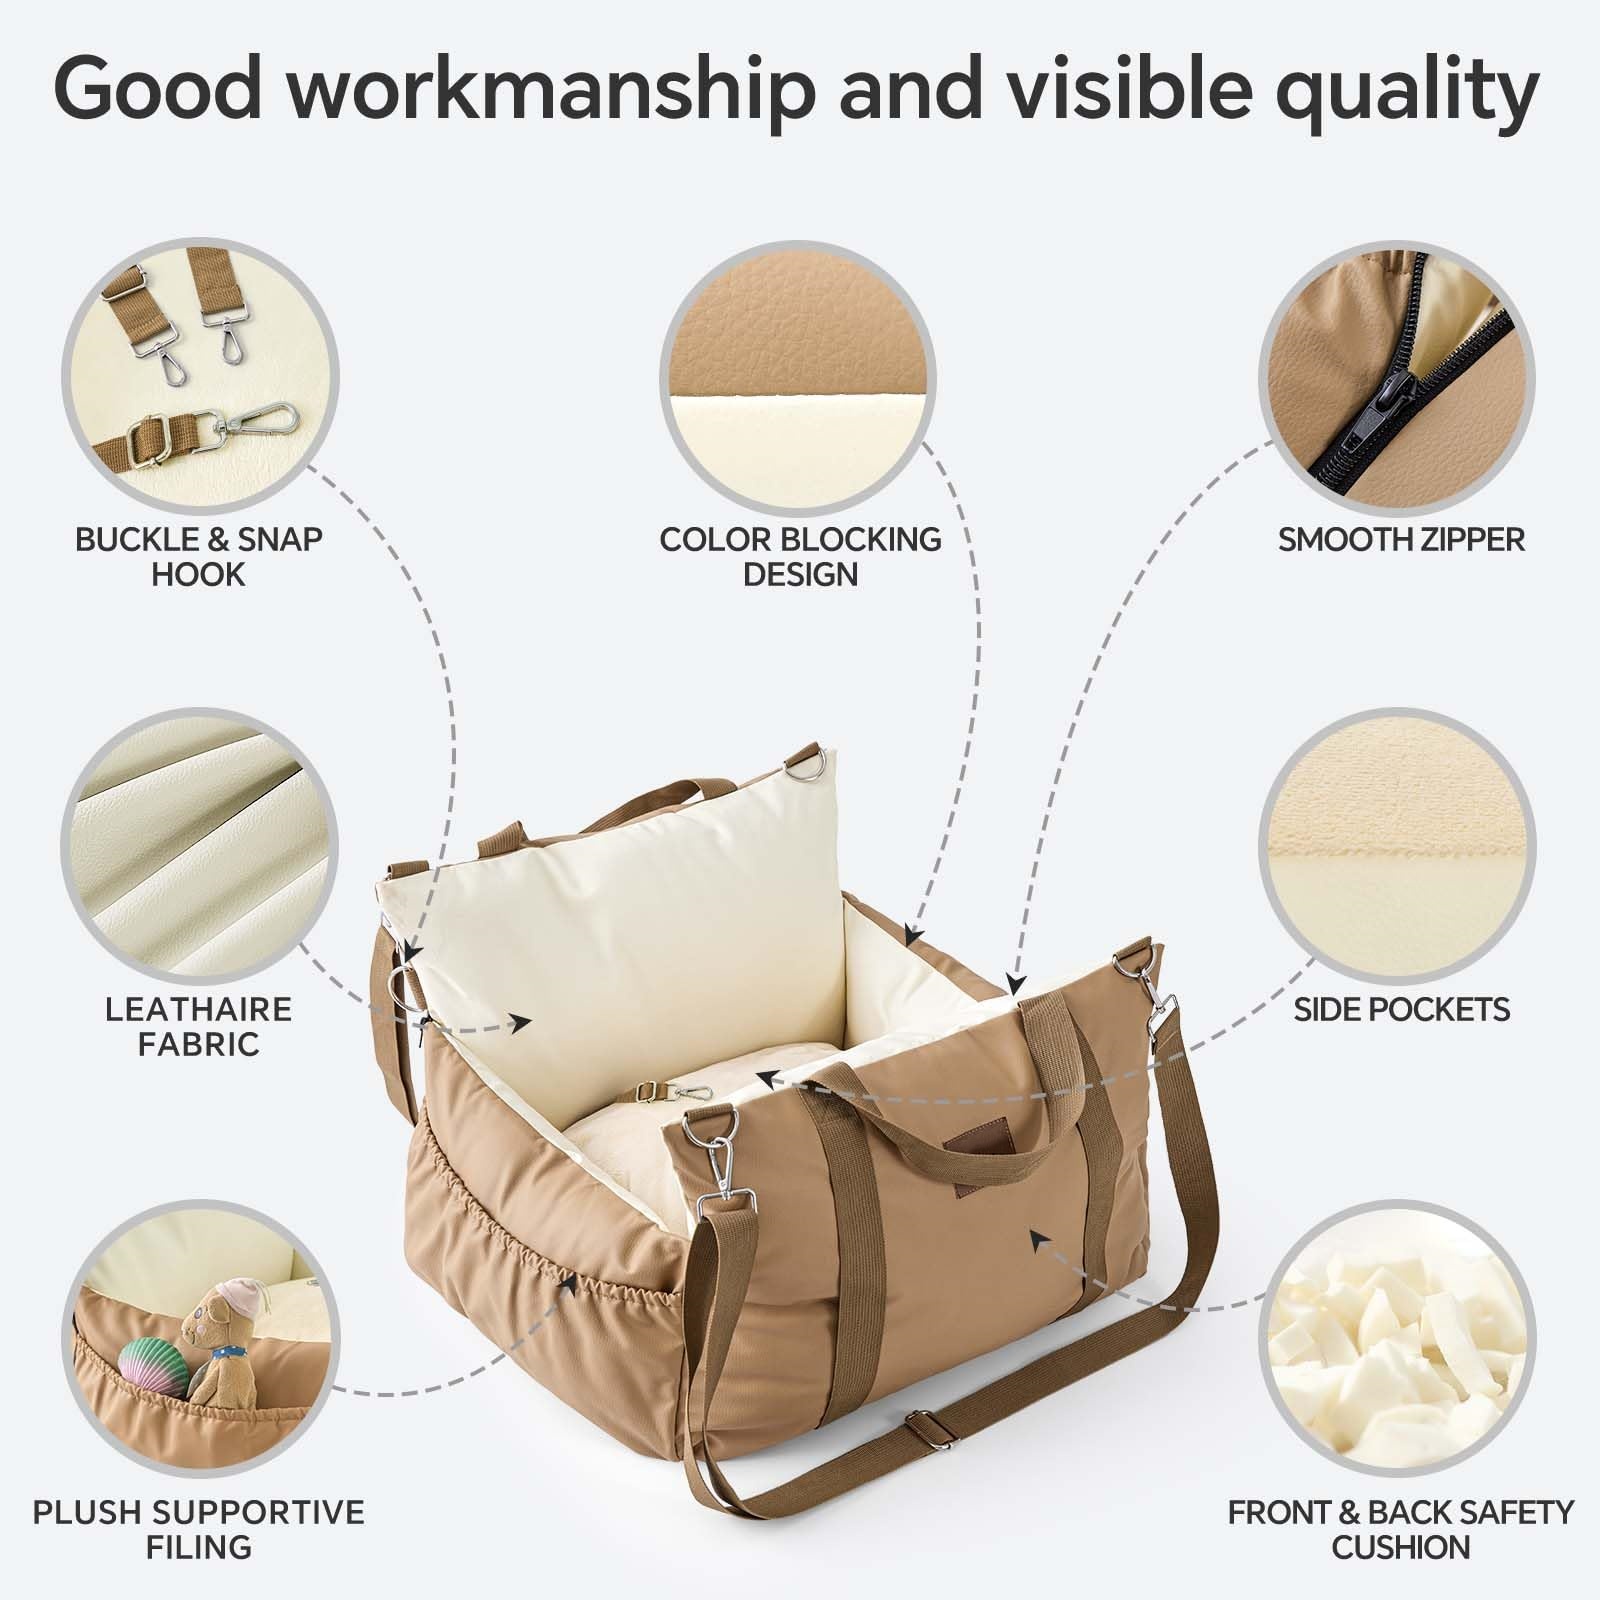 Good workmanship and visible quality
BUCKLE & SNAP
HOOK
COLOR BLOCKING
DESIGN
SMOOTH ZIPPER
LEATHAIRE
FABRIC
SIDE POCKETS
PLUSH SUPPORTIVE
FILING
FRONT & BACK SAFETY
CUSHION